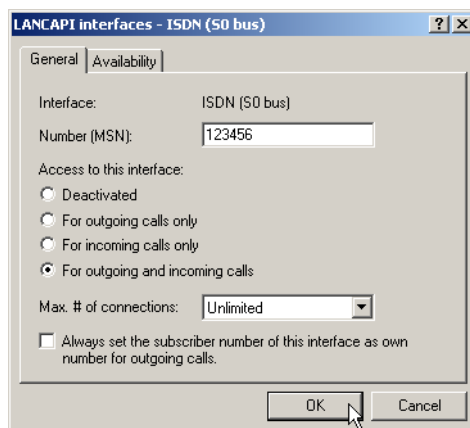 LANCAPI interfaces - ISDN (S0 bus)
General Availability
Interface: ISDN (S0 bus)
Number (MSN): 123456
Access to this interface:
Deactivated
For outgoing calls only
For incoming calls only
For outgoing and incoming calls
Max. # of connections: Unlimited
Always set the subscriber number of this interface as own
number for outgoing calls.
OK Cancel